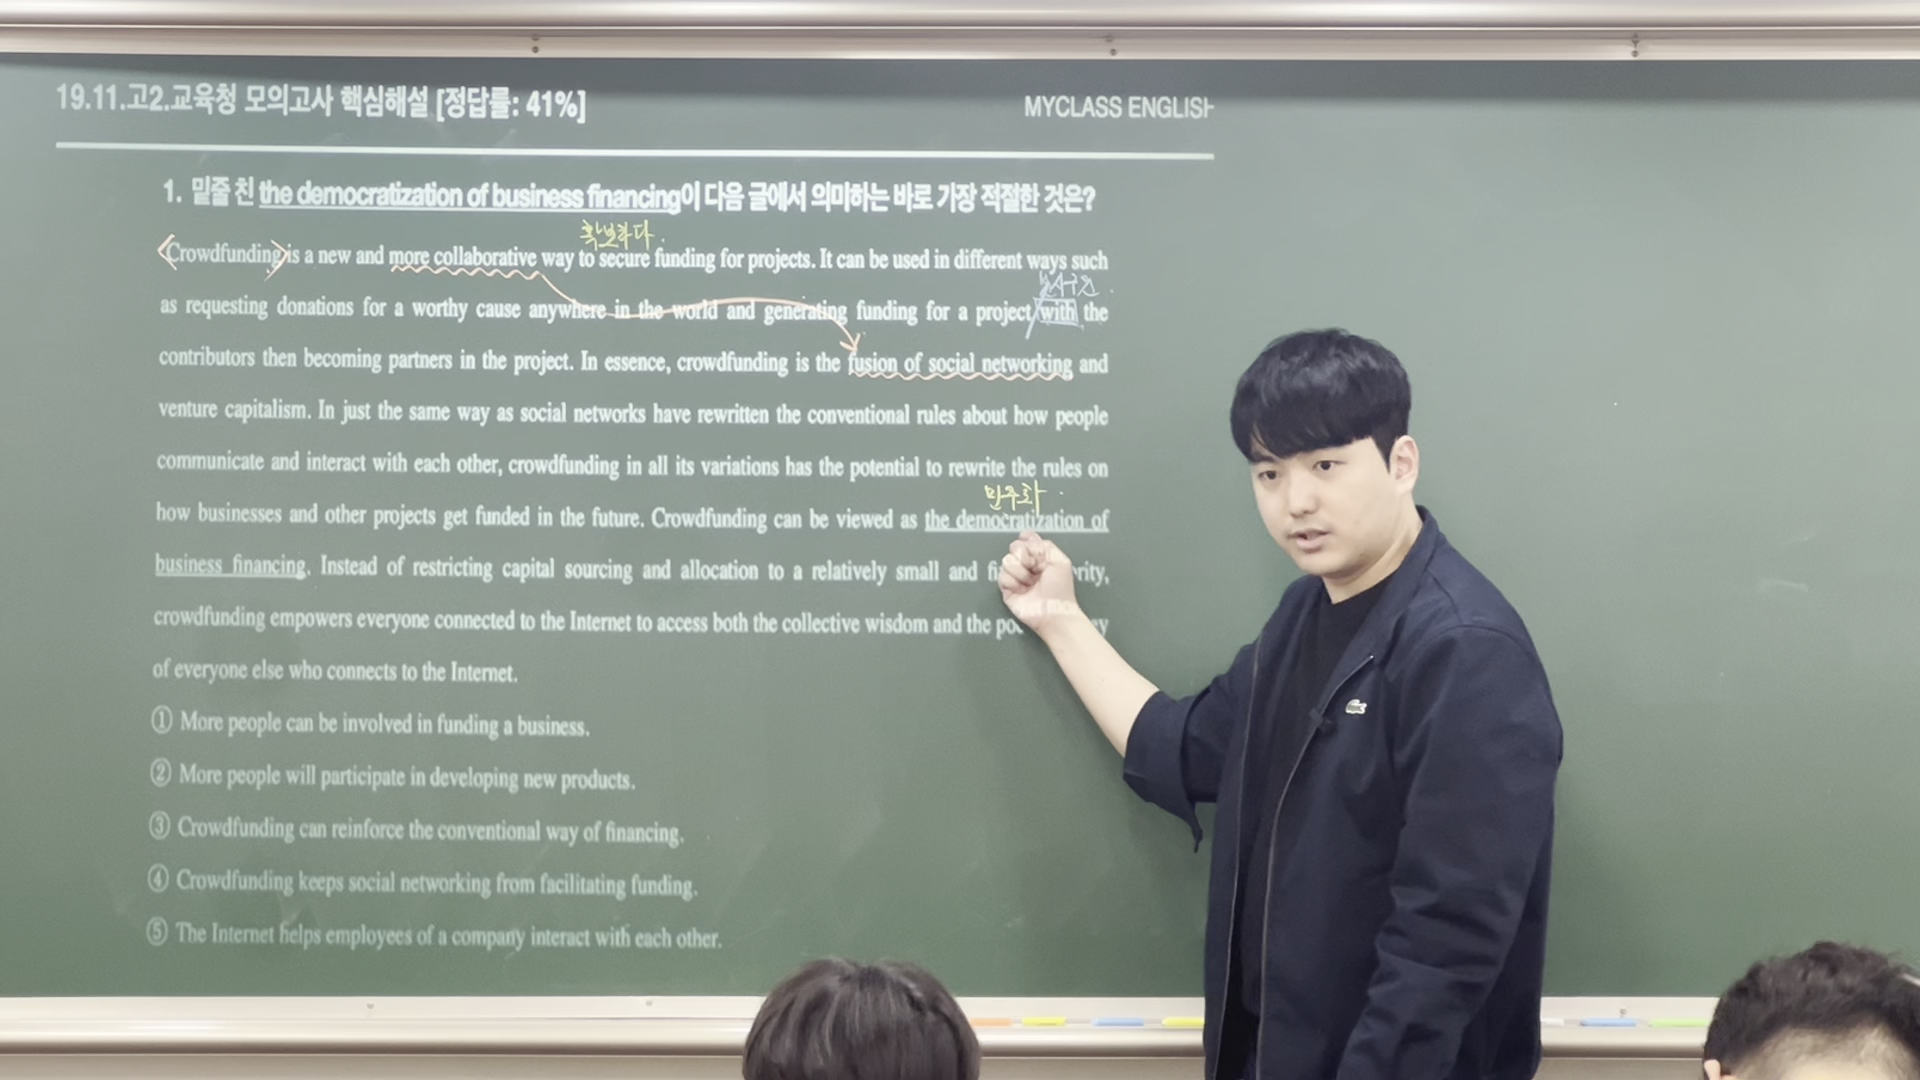 19.11.고2.교육청 모의고사 핵심해설 [정답률: 41%]
MYCLASS ENGLISH
1. 밑줄 친 the democratization of business financing이 다음 글에서 의미하는 바로 가장 적절한 것은?
확보하다
Crowdfunding is a new and more collaborative way to secure funding for projects. It can be used in different ways such
분사구문
as requesting donations for a worthy cause anywhere in the world and generating funding for a project with the
contributors then becoming partners in the project. In essence, crowdfunding is the fusion of social networking and
venture capitalism. In just the same way as social networks have rewritten the conventional rules about how people
communicate and interact with each other, crowdfunding in all its variations has the potential to rewrite the rules on
민주화
how businesses and other projects get funded in the future. Crowdfunding can be viewed as the democratization of
business financing. Instead of restricting capital sourcing and allocation to a relatively small and
crowdfunding empowers everyone connected to the Internet to access both the collective wisdom and the
of everyone else who connects to the Internet.
① More people can be involved in funding a business.
② More people will participate in developing new products.
③ Crowdfunding can reinforce the conventional way of financing.
④ Crowdfunding keeps social networking from facilitating funding.
⑤ The Internet helps employees of a company interact with each other.